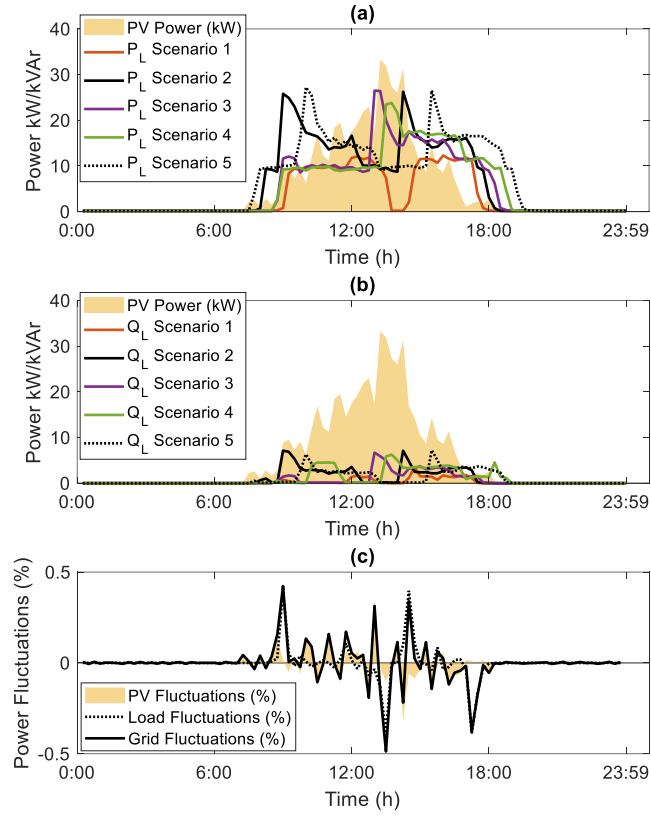 (a)
Power kW/kVAr
40
30
20
10
0
PV Power (kW)
P_L Scenario 1
P_L Scenario 2
P_L Scenario 3
P_L Scenario 4
P_L Scenario 5
0:00 6:00 12:00 18:00 23:59
Time (h)
(b)
Power kW/kVAr
40
30
20
10
0
PV Power (kW)
Q_L Scenario 1
Q_L Scenario 2
Q_L Scenario 3
Q_L Scenario 4
Q_L Scenario 5
0:00 6:00 12:00 18:00 23:59
Time (h)
(c)
Power Fluctuations (%)
0.5
0
-0.5
PV Fluctuations (%)
Load Fluctuations (%)
Grid Fluctuations (%)
0:00 6:00 12:00 18:00 23:59
Time (h)